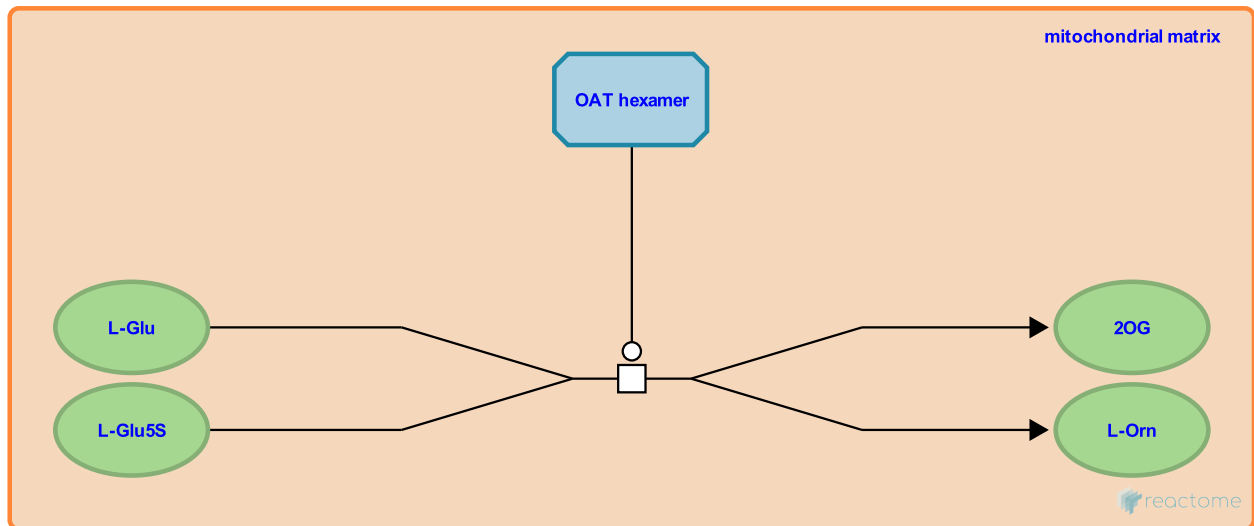 mitochondrial matrix
OAT hexamer
L-Glu
2OG
L-Glu5S
L-Orn
reactome